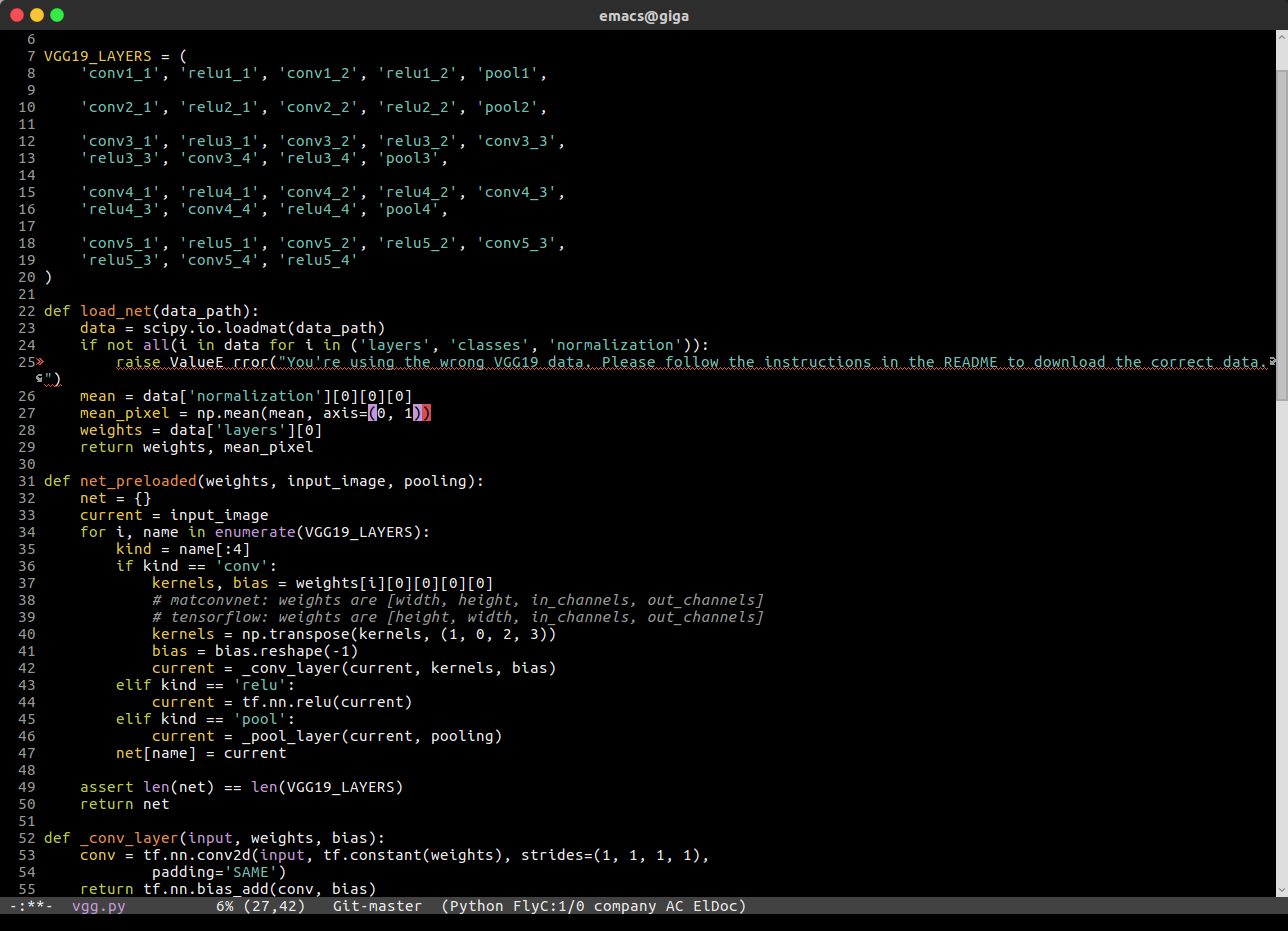 emacs@giga
6
7 VGG19_LAYERS = (
8     'conv1_1', 'relu1_1', 'conv1_2', 'relu1_2', 'pool1',
9
10     'conv2_1', 'relu2_1', 'conv2_2', 'relu2_2', 'pool2',
11
12     'conv3_1', 'relu3_1', 'conv3_2', 'relu3_2', 'conv3_3',
13     'relu3_3', 'conv3_4', 'relu3_4', 'pool3',
14
15     'conv4_1', 'relu4_1', 'conv4_2', 'relu4_2', 'conv4_3',
16     'relu4_3', 'conv4_4', 'relu4_4', 'pool4',
17
18     'conv5_1', 'relu5_1', 'conv5_2', 'relu5_2', 'conv5_3',
19     'relu5_3', 'conv5_4', 'relu5_4'
20 )
21
22 def load_net(data_path):
23     data = scipy.io.loadmat(data_path)
24     if not all(i in data for i in ('layers', 'classes', 'normalization')):
25»        raise ValueE rror("You're using the wrong VGG19 data. Please follow the instructions in the README to download the correct data.
")
26     mean = data['normalization'][0][0][0]
27     mean_pixel = np.mean(mean, axis=(0, 1))
28     weights = data['layers'][0]
29     return weights, mean_pixel
30
31 def net_preloaded(weights, input_image, pooling):
32     net = {}
33     current = input_image
34     for i, name in enumerate(VGG19_LAYERS):
35         kind = name[:4]
36         if kind == 'conv':
37             kernels, bias = weights[i][0][0][0][0]
38             # matconvnet: weights are [width, height, in_channels, out_channels]
39             # tensorflow: weights are [height, width, in_channels, out_channels]
40             kernels = np.transpose(kernels, (1, 0, 2, 3))
41             bias = bias.reshape(-1)
42             current = _conv_layer(current, kernels, bias)
43         elif kind == 'relu':
44             current = tf.nn.relu(current)
45         elif kind == 'pool':
46             current = _pool_layer(current, pooling)
47         net[name] = current
48
49     assert len(net) == len(VGG19_LAYERS)
50     return net
51
52 def _conv_layer(input, weights, bias):
53     conv = tf.nn.conv2d(input, tf.constant(weights), strides=(1, 1, 1, 1),
54             padding='SAME')
55     return tf.nn.bias_add(conv, bias)
-:**-  vgg.py          6% (27,42)   Git-master  (Python FlyC:1/0 company AC ElDoc)